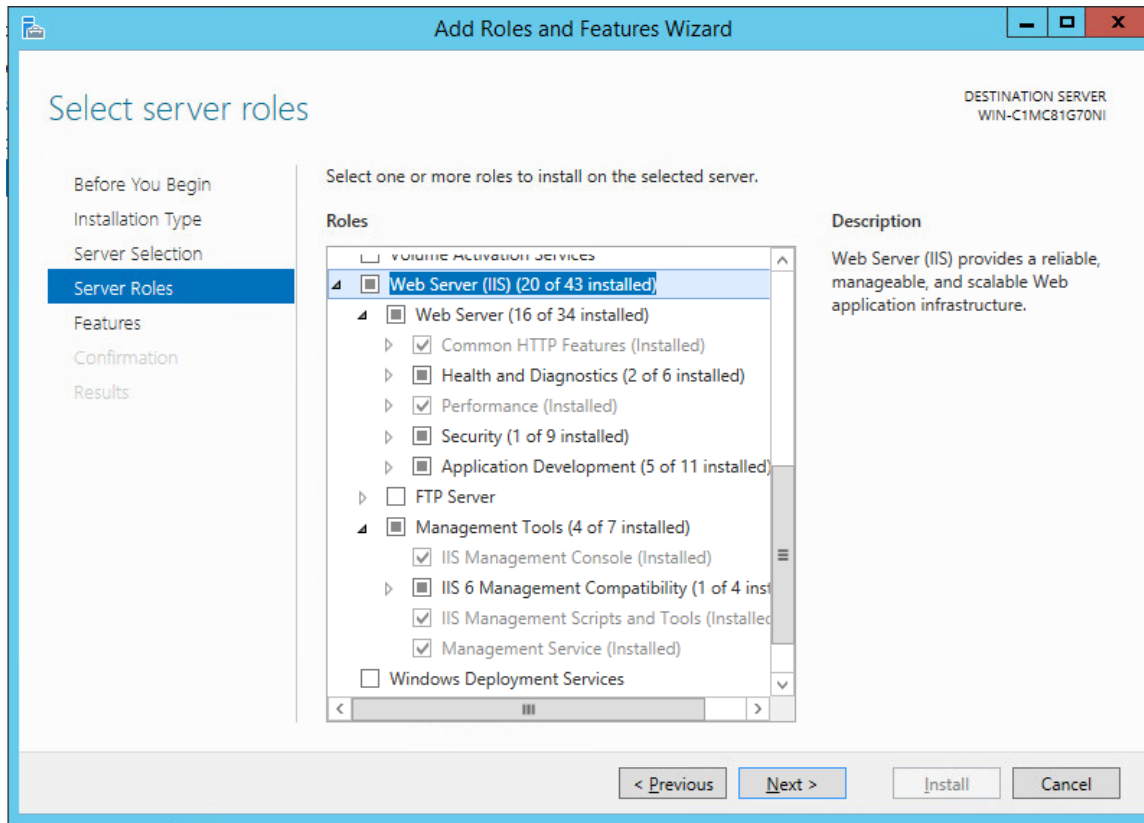 Add Roles and Features Wizard
Select server roles
DESTINATION SERVER
WIN-C1MC81G70NI
Before You Begin
Installation Type
Server Selection
Server Roles
Features
Confirmation
Results
Select one or more roles to install on the selected server.
Roles
Volume Activation Services
Web Server (IIS) (20 of 43 installed)
Web Server (16 of 34 installed)
Common HTTP Features (Installed)
Health and Diagnostics (2 of 6 installed)
Performance (Installed)
Security (1 of 9 installed)
Application Development (5 of 11 installed)
FTP Server
Management Tools (4 of 7 installed)
IIS Management Console (Installed)
IIS 6 Management Compatibility (1 of 4 inst
IIS Management Scripts and Tools (Installed
Management Service (Installed)
Windows Deployment Services
Description
Web Server (IIS) provides a reliable,
manageable, and scalable Web
application infrastructure.
< Previous
Next >
Install
Cancel